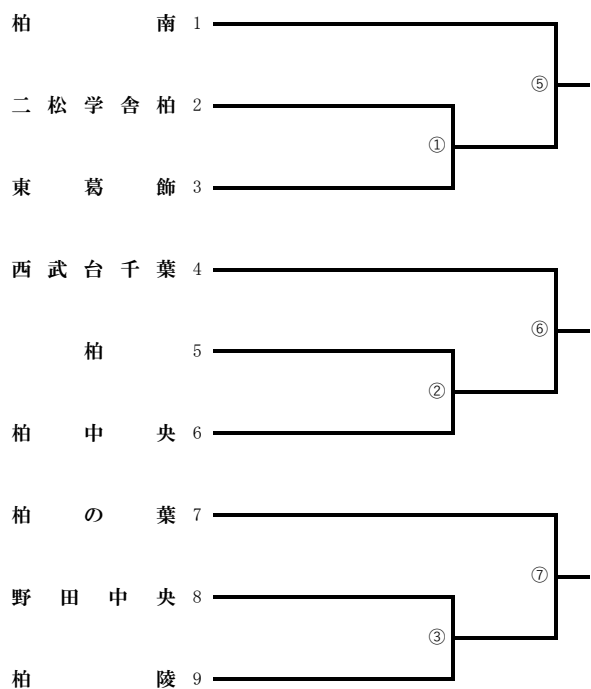 柏南 1
⑤
二松学舎柏 2
①
東葛飾 3
西武台千葉 4
⑥
柏 5
②
柏中央 6
柏の葉 7
⑦
野田中央 8
③
柏陵 9